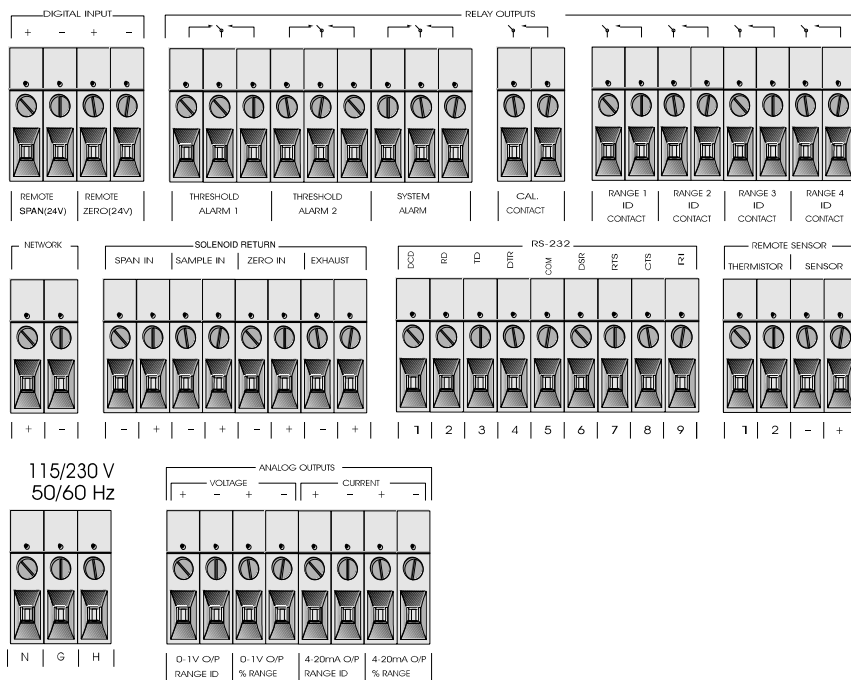 DIGITAL INPUT
RELAY OUTPUTS
+ − + −
REMOTE SPAN(24V)
REMOTE ZERO(24V)
THRESHOLD ALARM 1
THRESHOLD ALARM 2
SYSTEM ALARM
CAL. CONTACT
RANGE 1 ID CONTACT
RANGE 2 ID CONTACT
RANGE 3 ID CONTACT
RANGE 4 ID CONTACT
NETWORK
+ −
SOLENOID RETURN
SPAN IN SAMPLE IN ZERO IN EXHAUST
− + − + − + − +
RS-232
DCD RD TD DTR COM DSR RTS CTS RI
1 2 3 4 5 6 7 8 9
REMOTE SENSOR
THERMISTOR SENSOR
1 2 − +
115/230 V
50/60 Hz
N G H
ANALOG OUTPUTS
VOLTAGE CURRENT
+ − + − + − + −
0-1V O/P RANGE ID
0-1V O/P % RANGE
4-20mA O/P RANGE ID
4-20mA O/P % RANGE